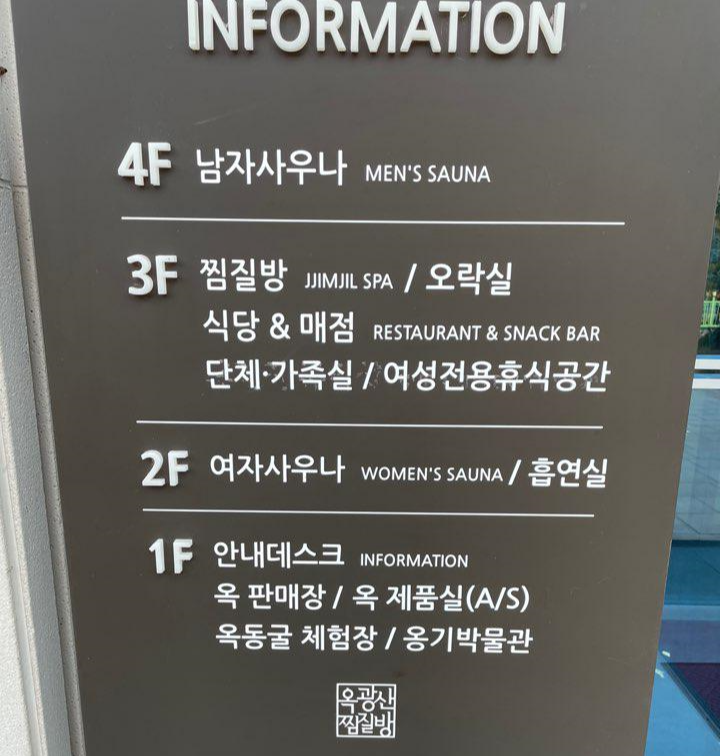 INFORMATION
4F 남자사우나 MEN'S SAUNA
3F 찜질방 JJIMJIL SPA / 오락실
식당 & 매점 RESTAURANT & SNACK BAR
단체·가족실 / 여성전용휴식공간
2F 여자사우나 WOMEN'S SAUNA / 흡연실
1F 안내데스크 INFORMATION
옥 판매장 / 옥 제품실(A/S)
옥동굴 체험장 / 옹기박물관
옥광산
찜질방